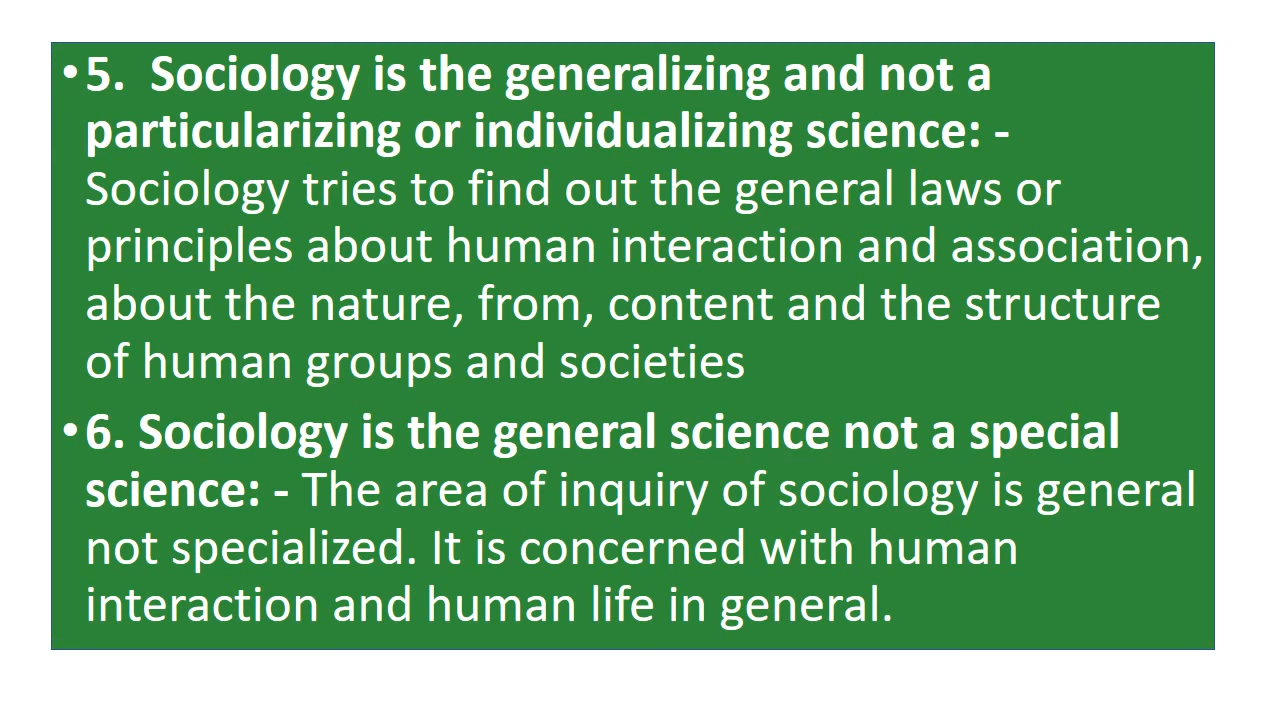 • 5.  Sociology is the generalizing and not a
particularizing or individualizing science: -
Sociology tries to find out the general laws or
principles about human interaction and association,
about the nature, from, content and the structure
of human groups and societies
• 6. Sociology is the general science not a special
science: - The area of inquiry of sociology is general
not specialized. It is concerned with human
interaction and human life in general.